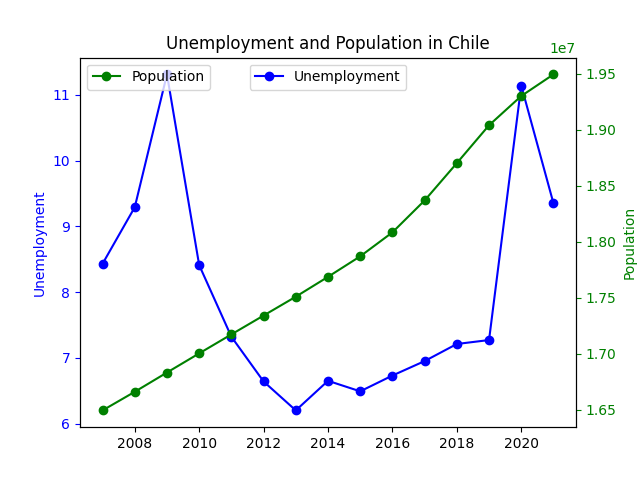 Unemployment and Population in Chile
1e7
Population
Unemployment
11
10
9
8
7
6
Unemployment
1.95
1.90
1.85
1.80
1.75
1.70
1.65
Population
2008 2010 2012 2014 2016 2018 2020